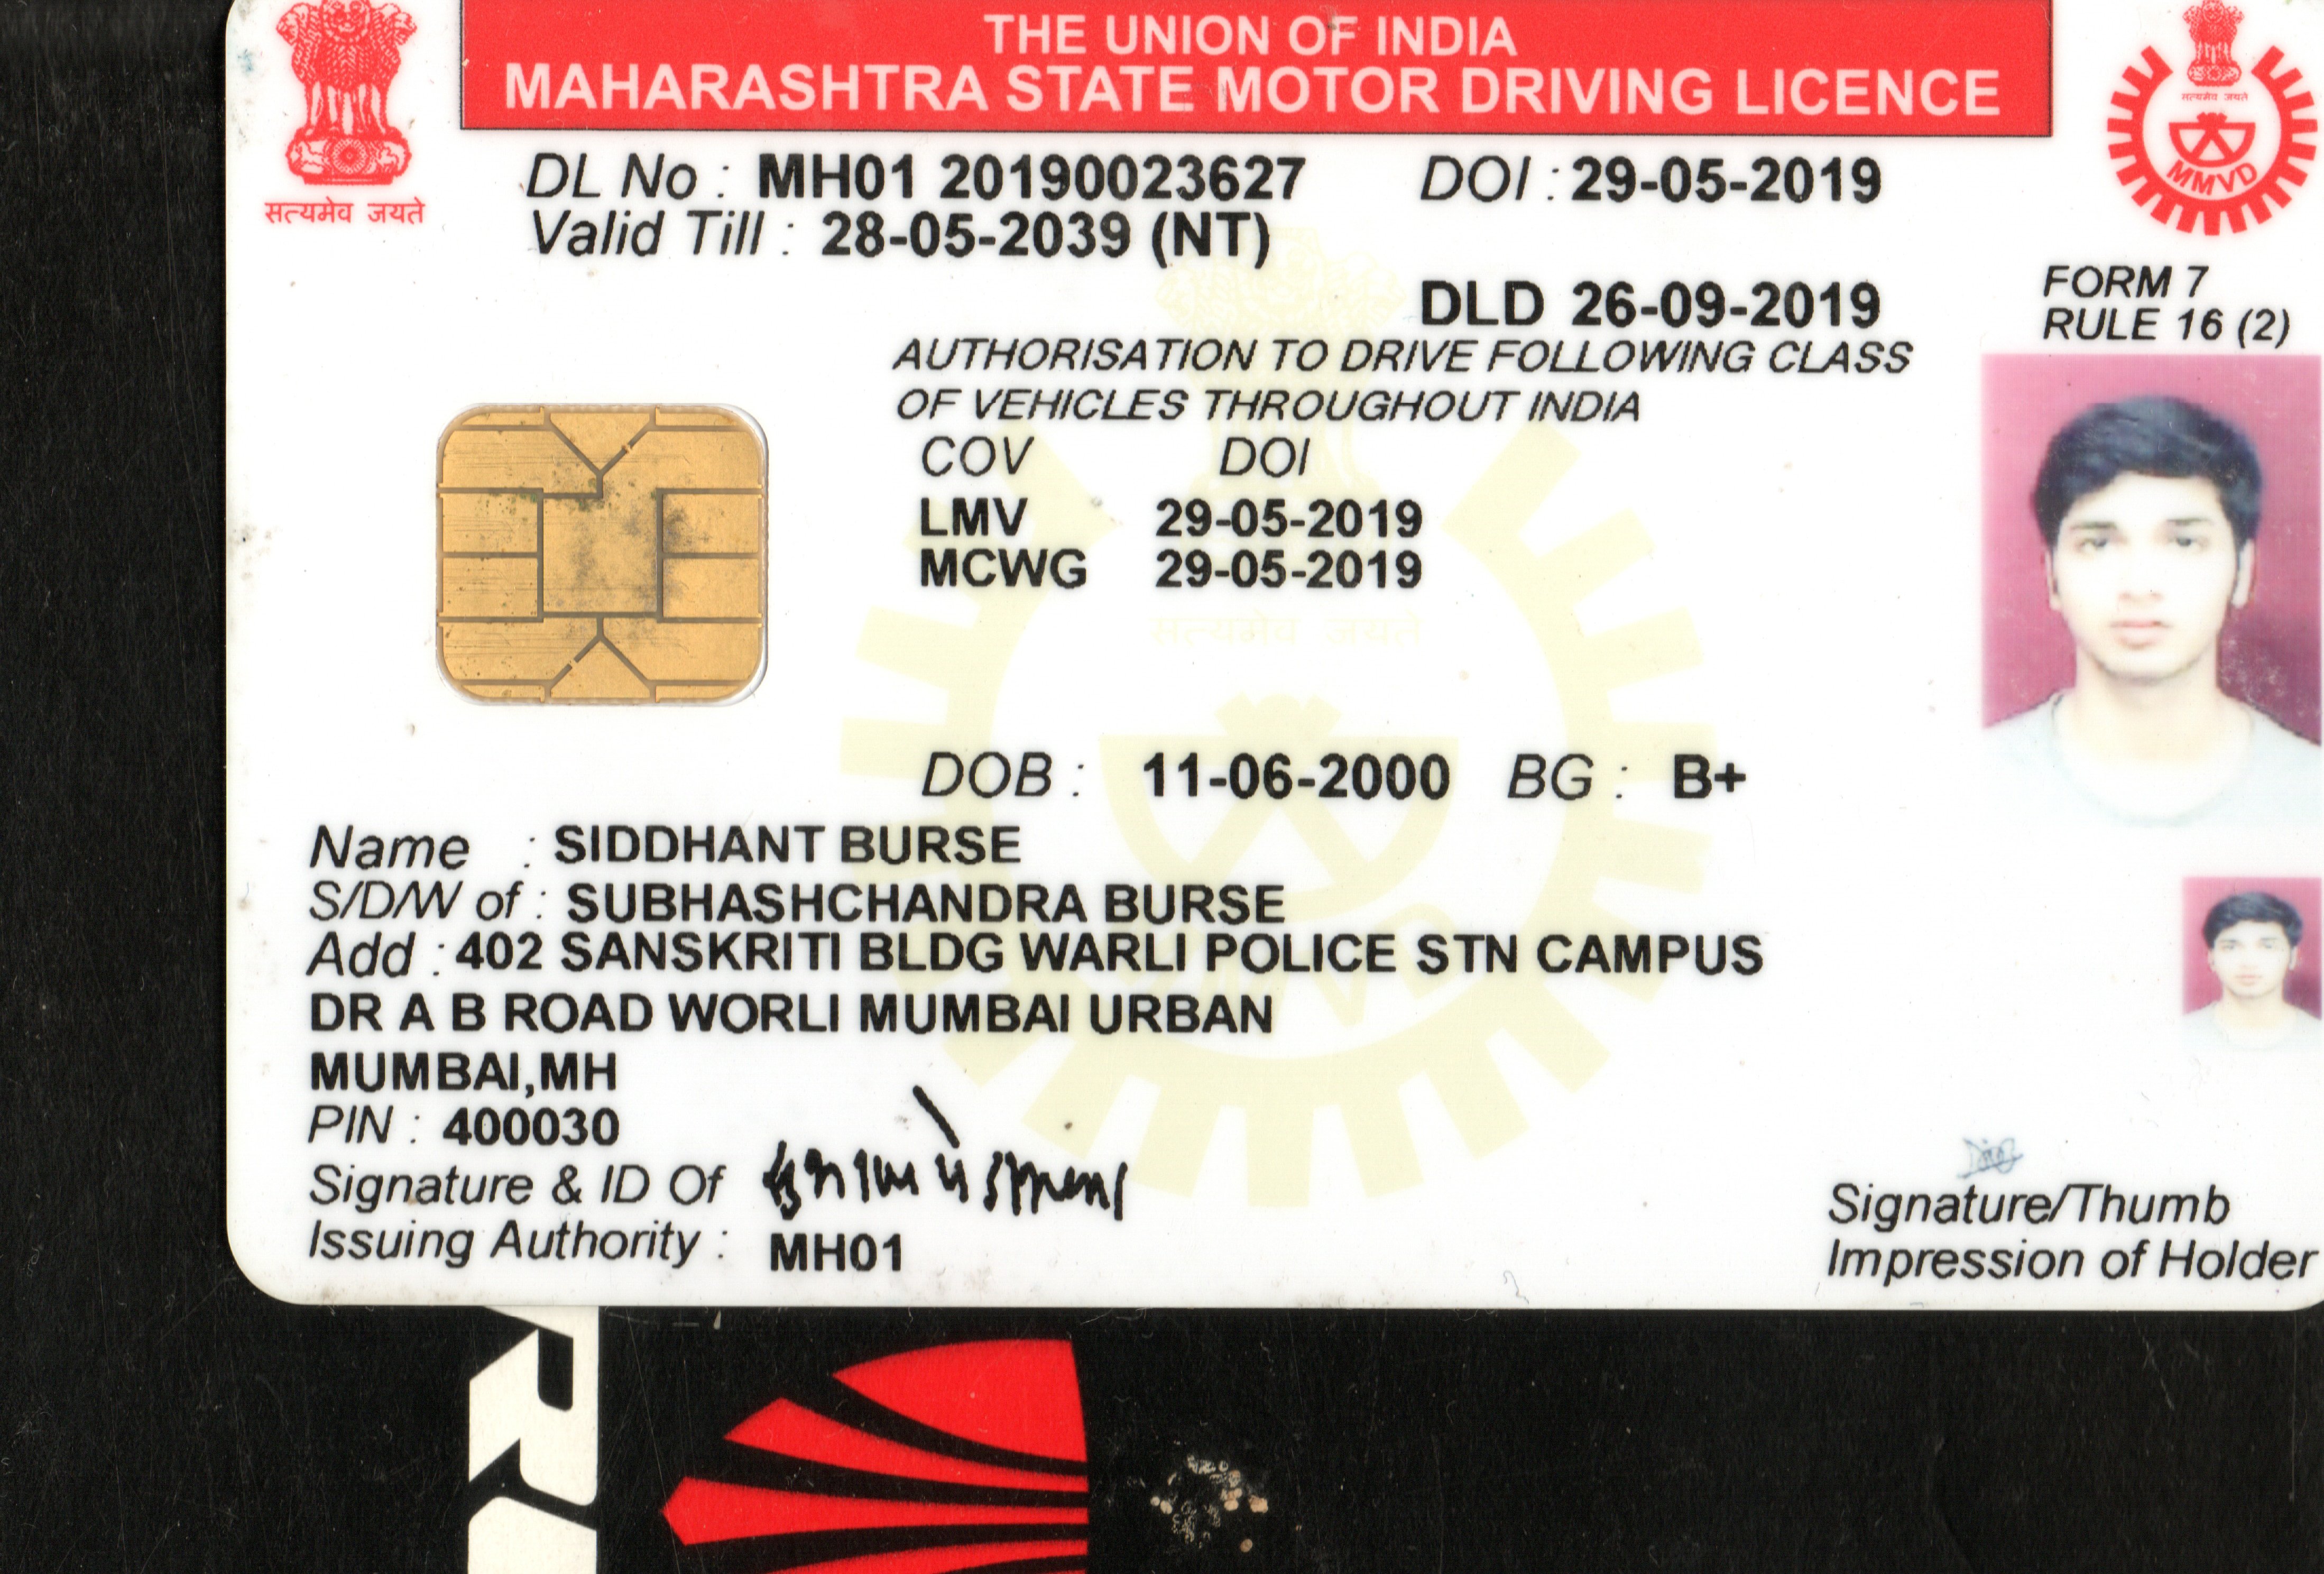 THE UNION OF INDIA
MAHARASHTRA STATE MOTOR DRIVING LICENCE
सत्यमेव जयते
सत्यमेव जयते
MMVD
DL No : MH01 20190023627 DOI : 29-05-2019
Valid Till : 28-05-2039 (NT)
DLD 26-09-2019
FORM 7
RULE 16 (2)
AUTHORISATION TO DRIVE FOLLOWING CLASS
OF VEHICLES THROUGHOUT INDIA
COV DOI
LMV 29-05-2019
MCWG 29-05-2019
सत्यमेव जयते
DOB : 11-06-2000 BG : B+
Name : SIDDHANT BURSE
S/D/W of : SUBHASHCHANDRA BURSE
Add : 402 SANSKRITI BLDG WARLI POLICE STN CAMPUS
DR A B ROAD WORLI MUMBAI URBAN
MUMBAI,MH
PIN : 400030
Signature & ID Of
Issuing Authority : MH01
Signature/Thumb
Impression of Holder